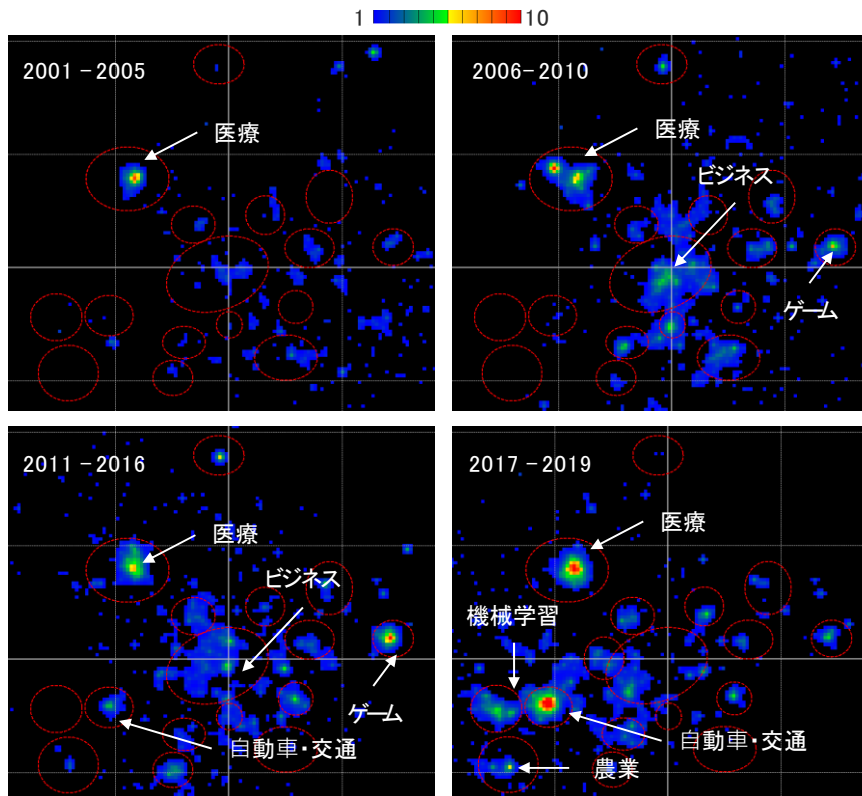 1 10
2001 –2005
医療
2006–2010
医療
ビジネス
ゲーム
2011 –2016
医療
ビジネス
ゲーム
自動車・交通
2017 –2019
医療
機械学習
自動車・交通
農業